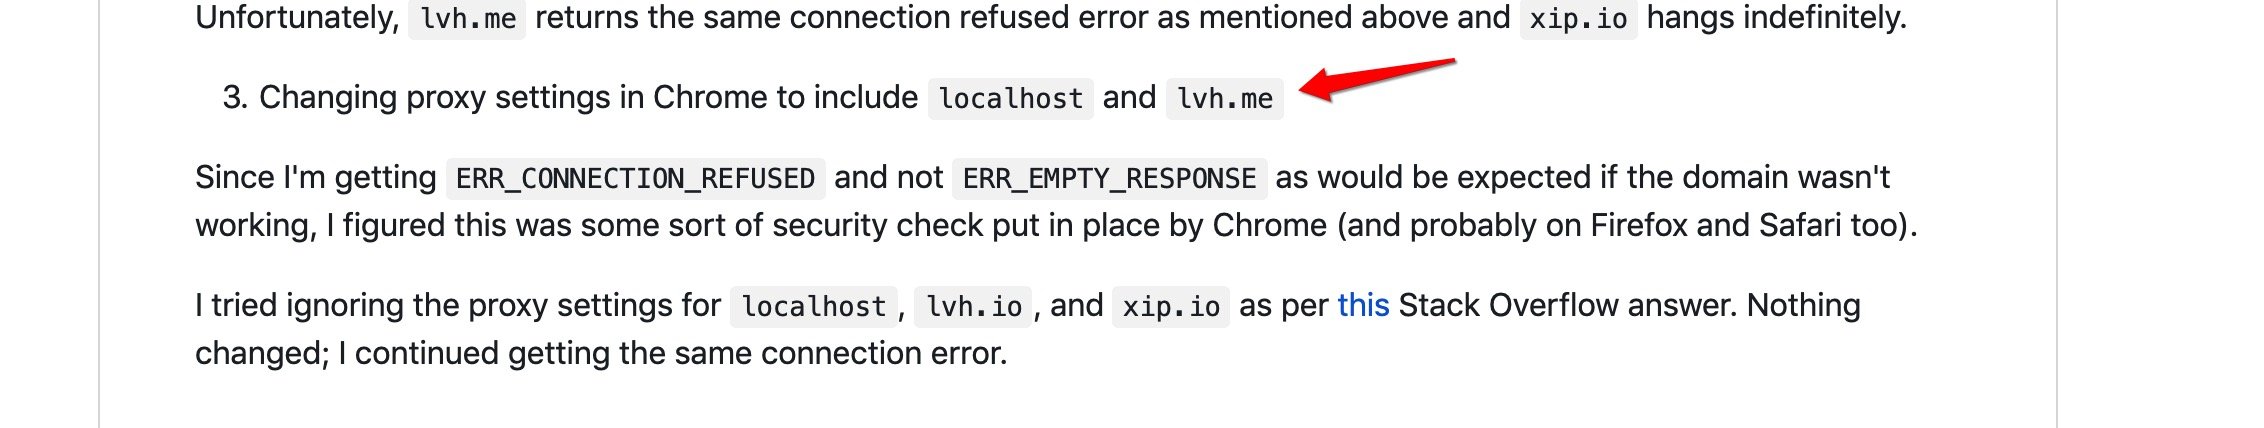 Unfortunately, lvh.me returns the same connection refused error as mentioned above and xip.io hangs indefinitely.
3. Changing proxy settings in Chrome to include localhost and lvh.me
Since I'm getting ERR_CONNECTION_REFUSED and not ERR_EMPTY_RESPONSE as would be expected if the domain wasn't
working, I figured this was some sort of security check put in place by Chrome (and probably on Firefox and Safari too).
I tried ignoring the proxy settings for localhost, lvh.io, and xip.io as per this Stack Overflow answer. Nothing
changed; I continued getting the same connection error.